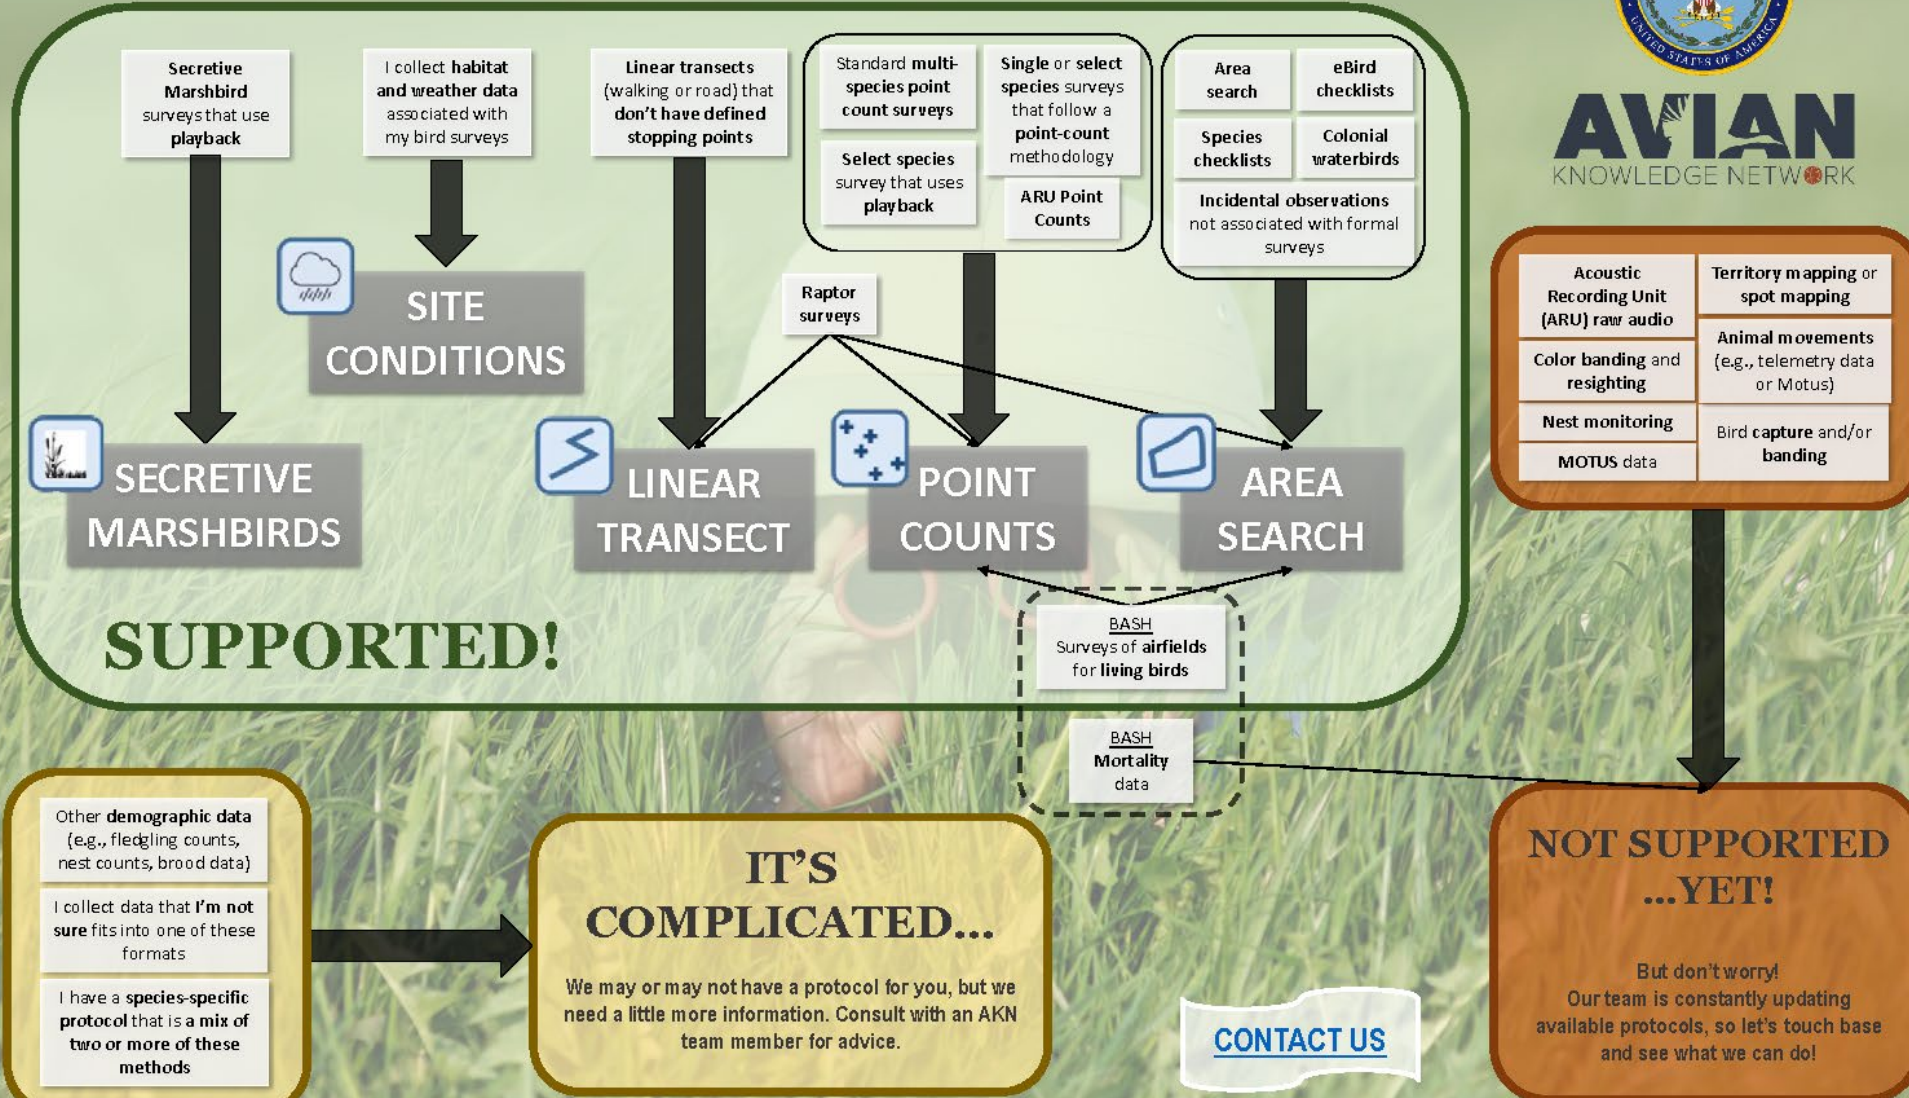 Secretive
Marshbird
surveys that use
playback
I collect habitat
and weather data
associated with
my bird surveys
Linear transects
(walking or road) that
don't have defined
stopping points
Standard multi-
species point
count surveys
Select species
survey that uses
playback
Single or select
species surveys
that follow a
point-count
methodology
ARU Point
Counts
Area
search
eBird
checklists
Species
checklists
Colonial
waterbirds
Incidental observations
not associated with formal
surveys
Raptor
surveys
SITE
CONDITIONS
SECRETIVE
MARSHBIRDS
LINEAR
TRANSECT
POINT
COUNTS
AREA
SEARCH
SUPPORTED!
BASH
Surveys of airfields
for living birds
BASH
Mortality
data
UNITED STATES OF AMERICA
AVIAN
KNOWLEDGE NETWORK
Acoustic
Recording Unit
(ARU) raw audio
Color banding and
resighting
Nest monitoring
MOTUS data
Territory mapping or
spot mapping
Animal movements
(e.g., telemetry data
or Motus)
Bird capture and/or
banding
Other demographic data
(e.g., fledgling counts,
nest counts, brood data)
I collect data that I'm not
sure fits into one of these
formats
I have a species-specific
protocol that is a mix of
two or more of these
methods
IT'S
COMPLICATED...
We may or may not have a protocol for you, but we
need a little more information. Consult with an AKN
team member for advice.
CONTACT US
NOT SUPPORTED
...YET!
But don't worry!
Our team is constantly updating
available protocols, so let's touch base
and see what we can do!